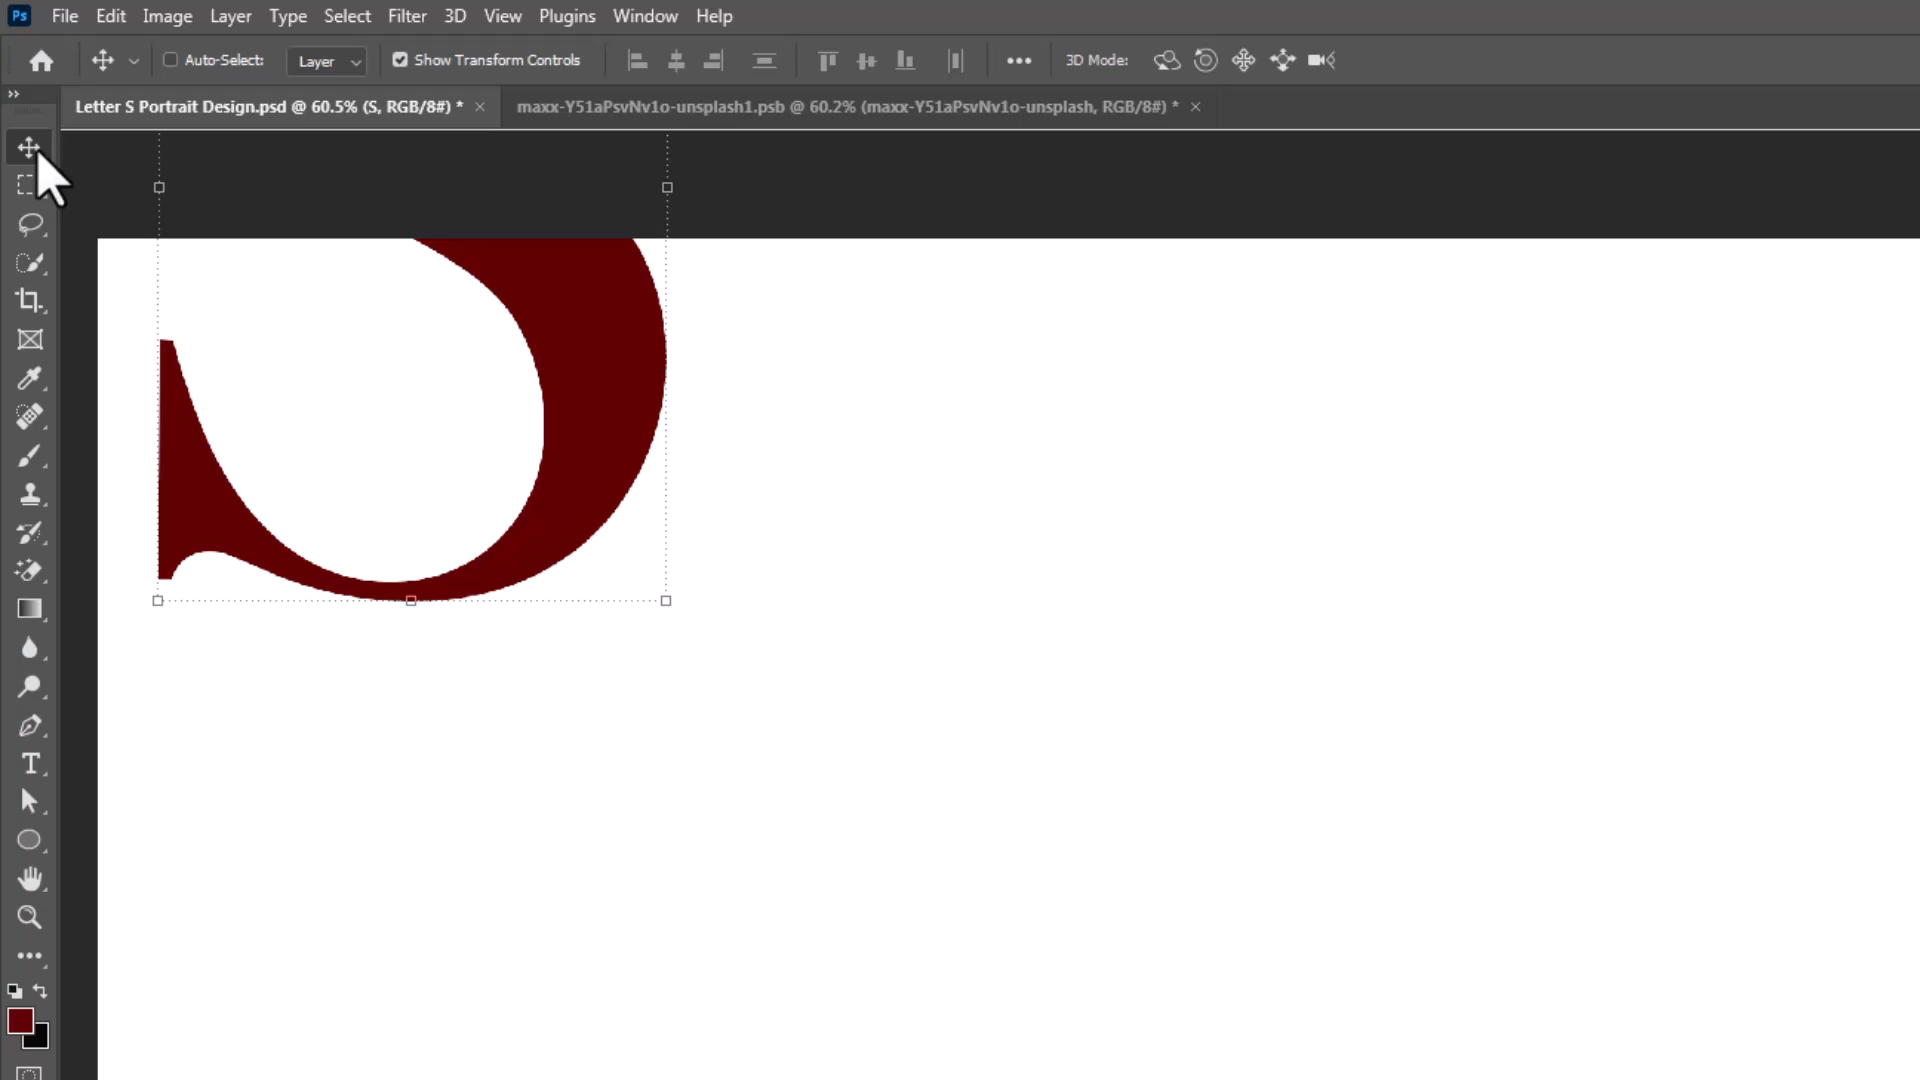 Ps File Edit Image Layer Type Select Filter 3D View Plugins Window Help
Auto-Select: Layer Show Transform Controls 3D Mode:
Letter S Portrait Design.psd @ 60.5% (S, RGB/8#) * × maxx-Y51aPsvNv1o-unsplash1.psb @ 60.2% (maxx-Y51aPsvNv1o-unsplash, RGB/8#) * ×
S